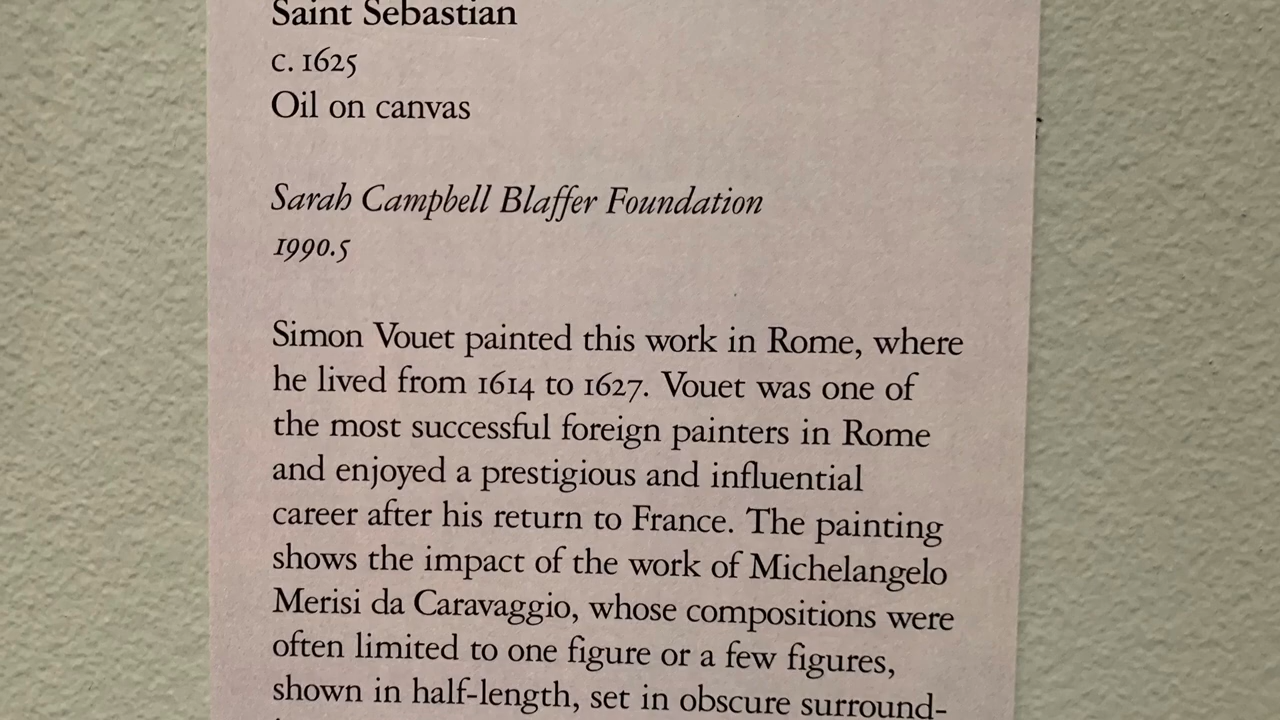 Saint Sebastian
c. 1625
Oil on canvas
Sarah Campbell Blaffer Foundation
1990.5
Simon Vouet painted this work in Rome, where
he lived from 1614 to 1627. Vouet was one of
the most successful foreign painters in Rome
and enjoyed a prestigious and influential
career after his return to France. The painting
shows the impact of the work of Michelangelo
Merisi da Caravaggio, whose compositions were
often limited to one figure or a few figures,
shown in half-length, set in obscure surround-